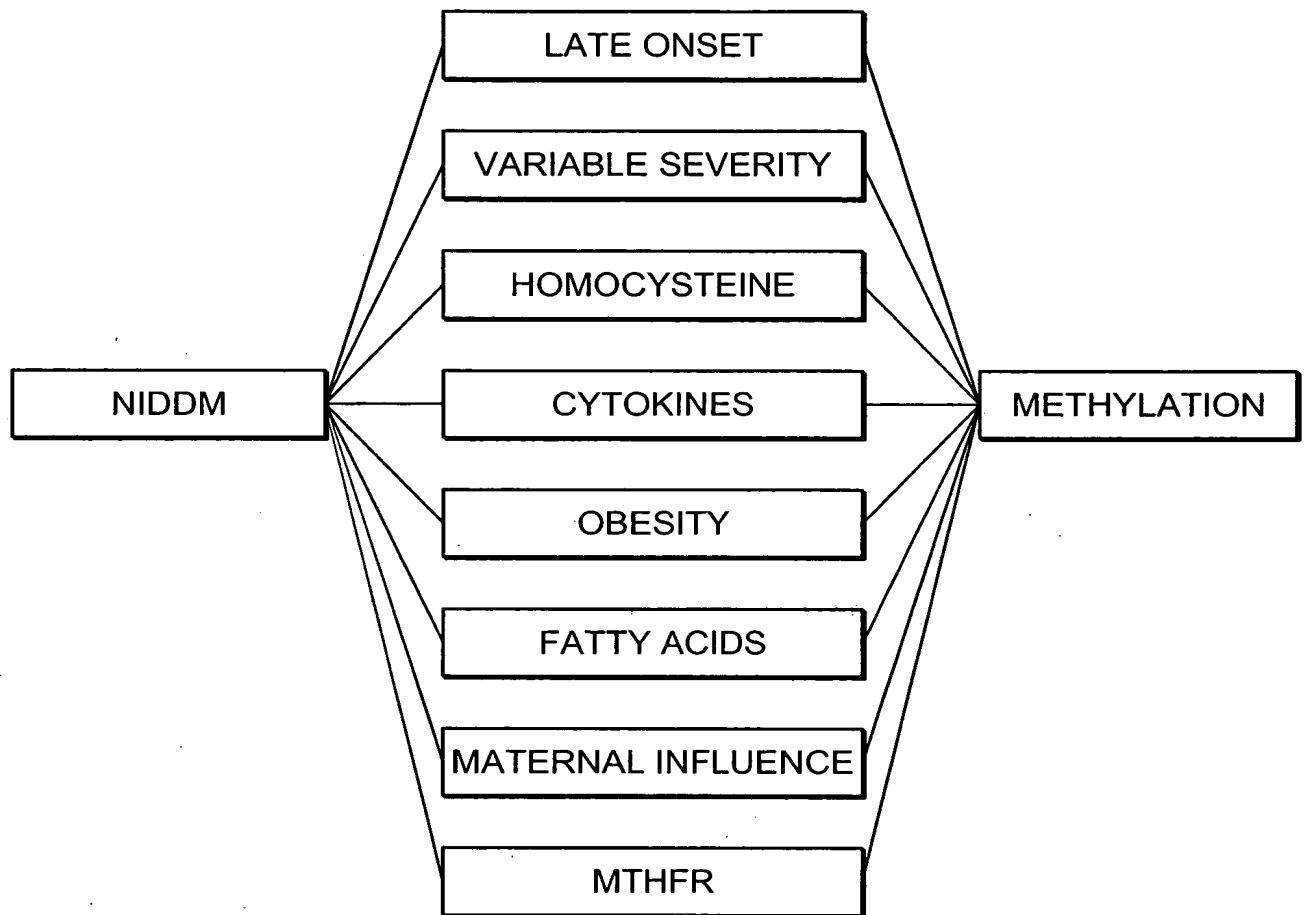 LATE ONSET
VARIABLE SEVERITY
HOMOCYSTEINE
NIDDM
CYTOKINES
METHYLATION
OBESITY
FATTY ACIDS
MATERNAL INFLUENCE
MTHFR